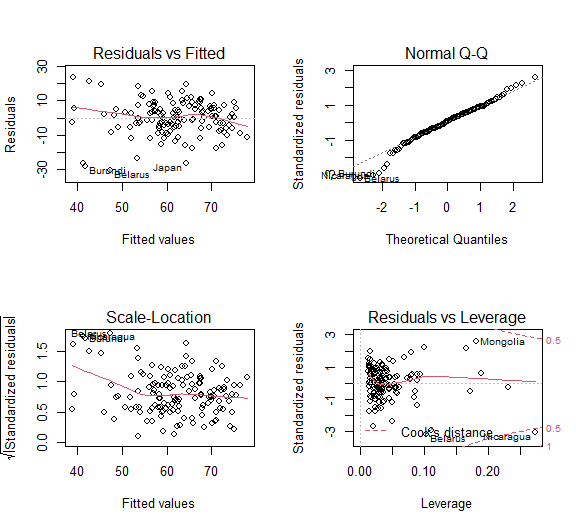 Residuals vs Fitted
Residuals
30
10
-10
-30
Burundi
Belarus
Japan
40 50 60 70
Fitted values
Normal Q-Q
Standardized residuals
3
1
-1
-3
Burundi
Belarus
-2 -1 0 1 2
Theoretical Quantiles
Scale-Location
√|Standardized residuals|
1.5
1.0
0.5
0.0
Belarus
40 50 60 70
Fitted values
Residuals vs Leverage
Standardized residuals
3
1
-1
-3
Mongolia
0.5
0.5
1
Cook's distance
Belarus
Nicaragua
0.00 0.10 0.20
Leverage